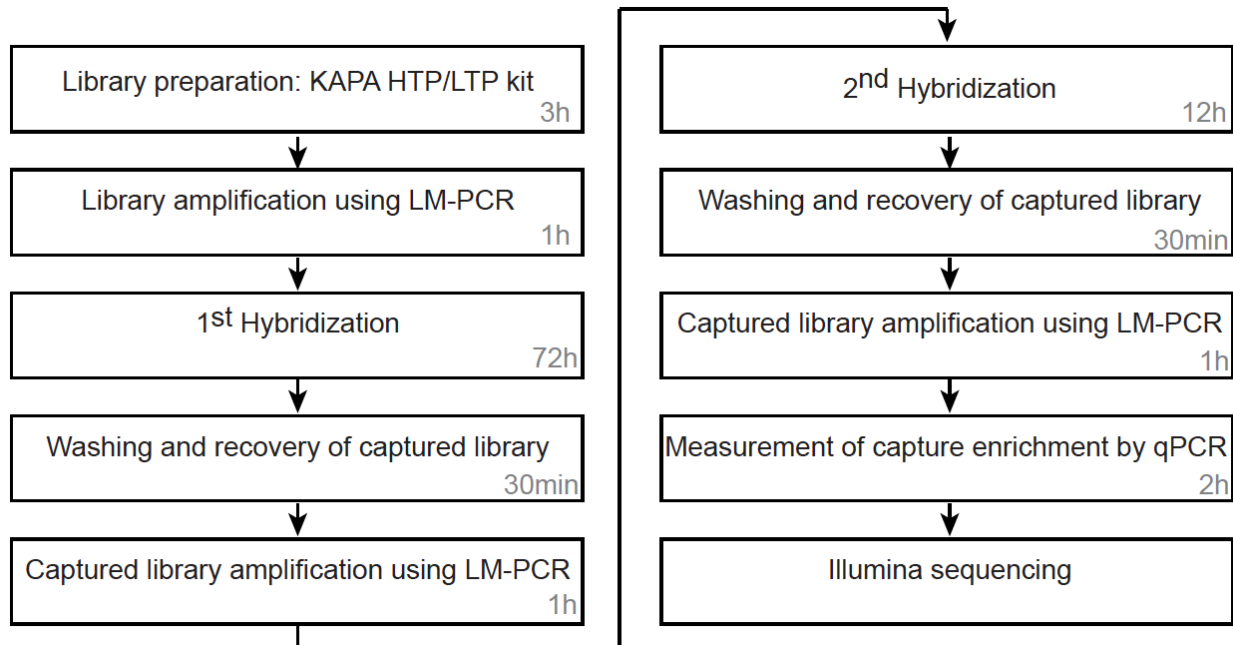 Library preparation: KAPA HTP/LTP kit
3h
Library amplification using LM-PCR
1h
1st Hybridization
72h
Washing and recovery of captured library
30min
Captured library amplification using LM-PCR
1h
2nd Hybridization
12h
Washing and recovery of captured library
30min
Captured library amplification using LM-PCR
1h
Measurement of capture enrichment by qPCR
2h
Illumina sequencing